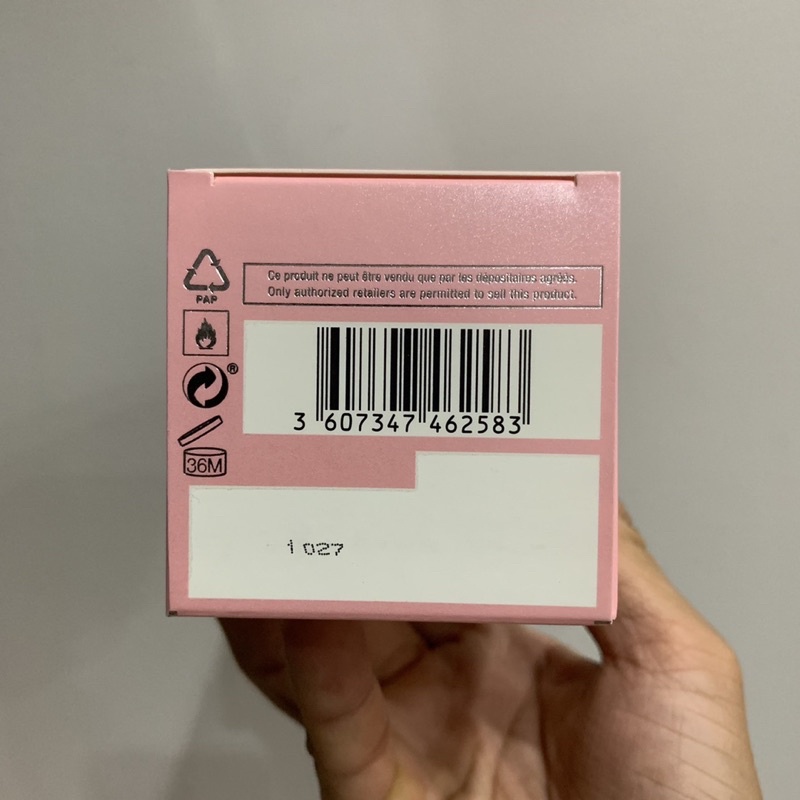 Ce produit ne peut être vendu que par les dépositaires agréés.
Only authorized retailers are permitted to sell this product.
PAP
®
3 607347 462583
36M
1027